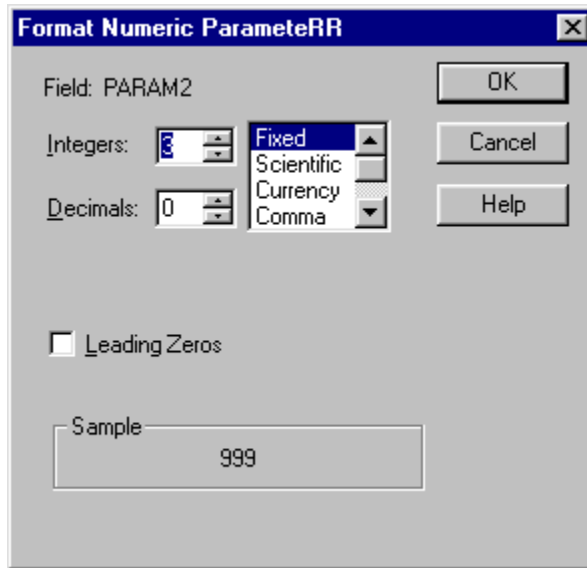 Format Numeric ParameteRR
Field: PARAM2
OK
Integers: 3
Fixed
Scientific
Currency
Comma
Cancel
Decimals: 0
Help
Leading Zeros
Sample
999